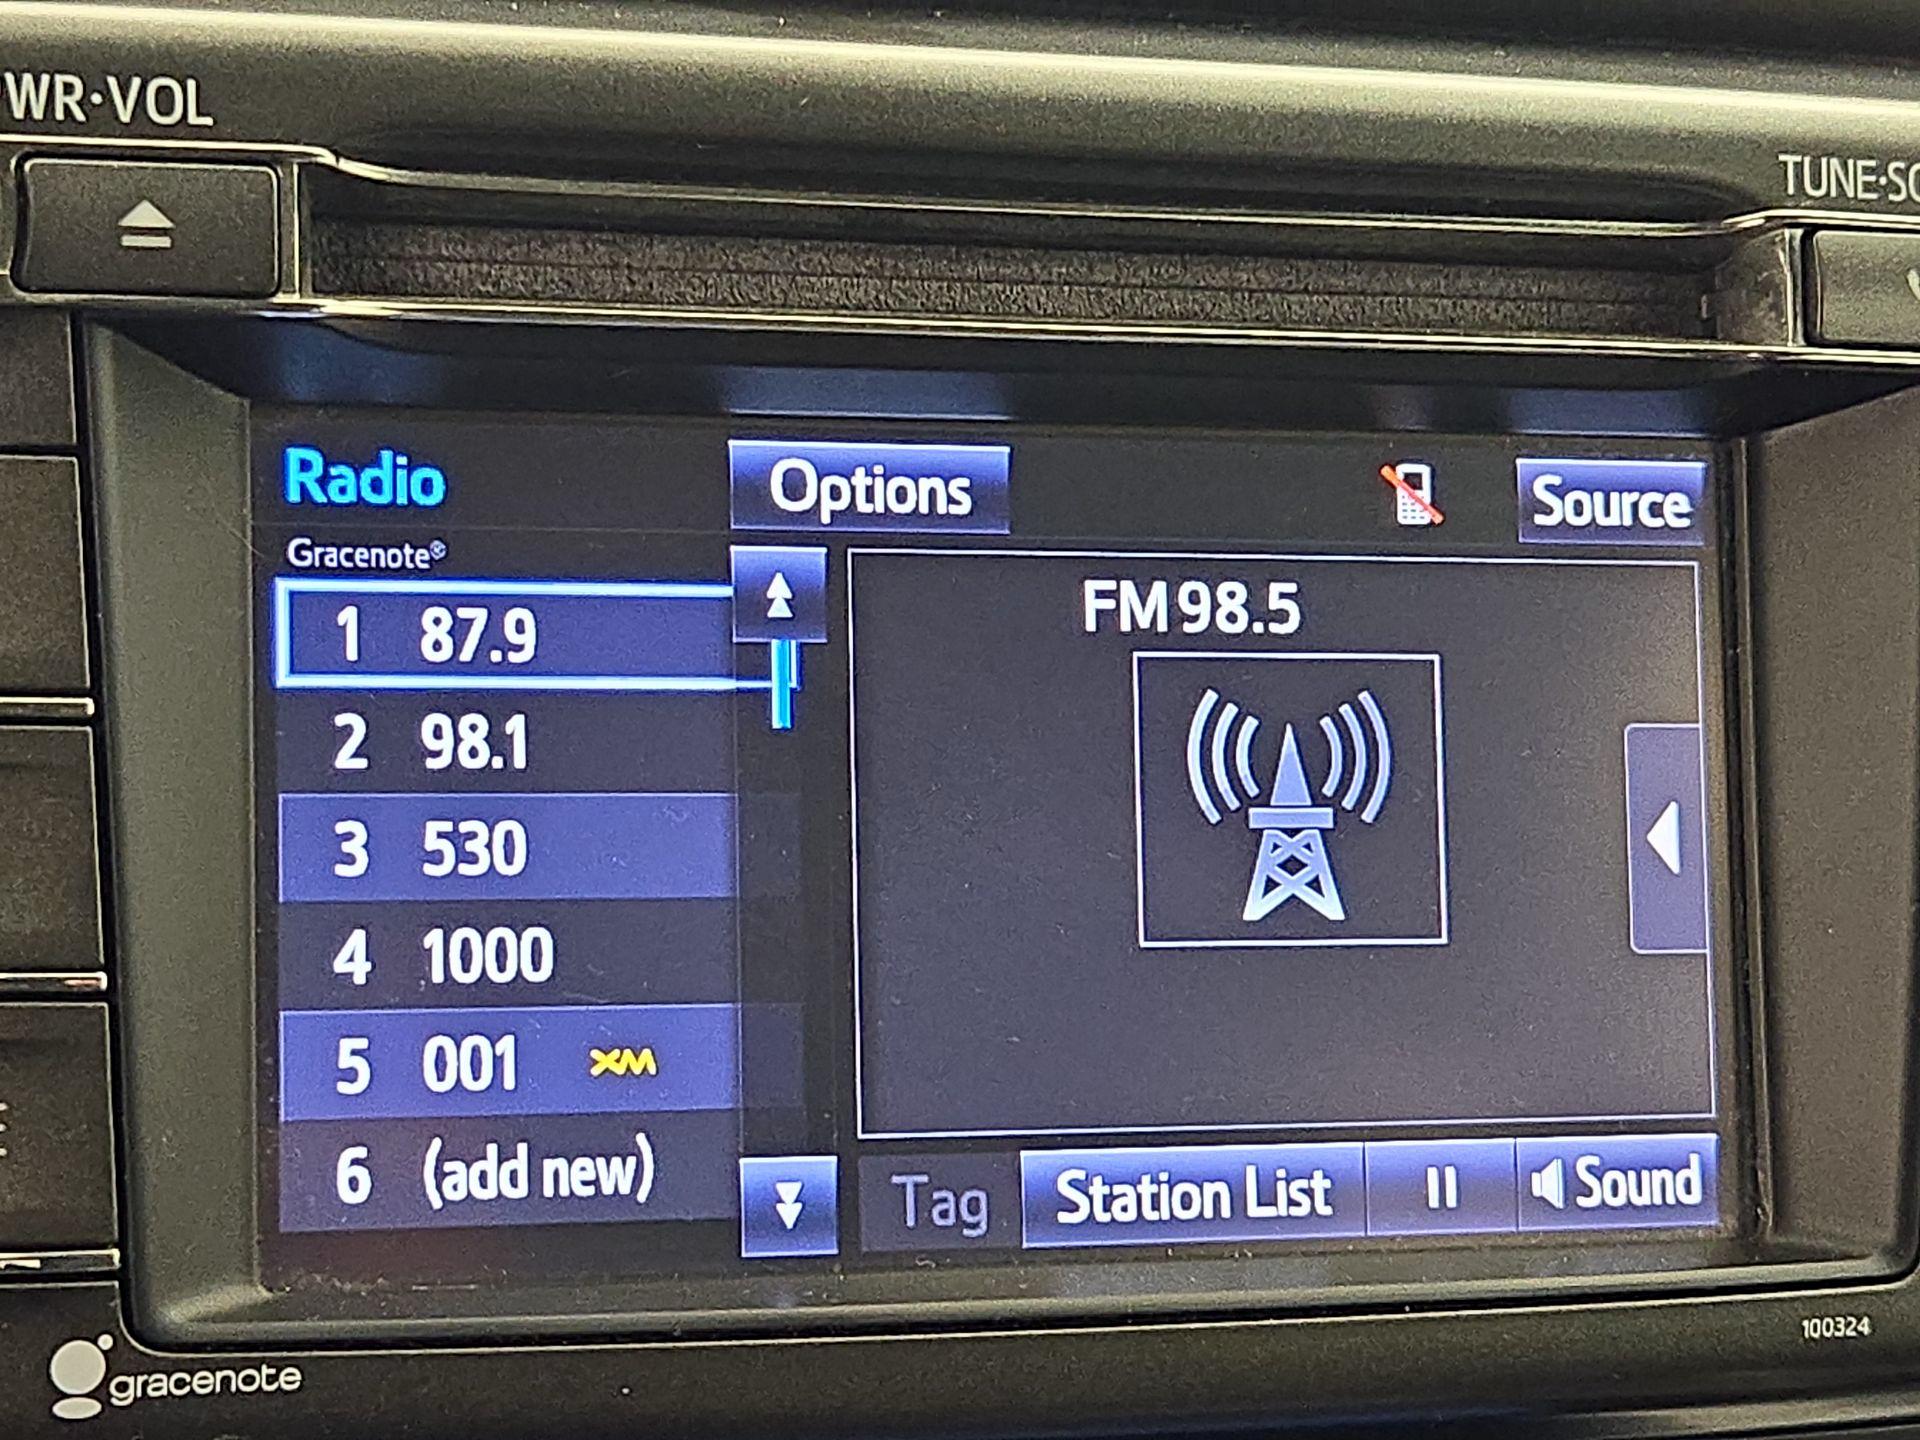 PWR·VOL
TUNE·SC
Radio
Options
Source
Gracenote®
1 87.9
2 98.1
3 530
4 1000
5 001 XM
6 (add new)
FM 98.5
Tag
Station List
Sound
100324
gracenote